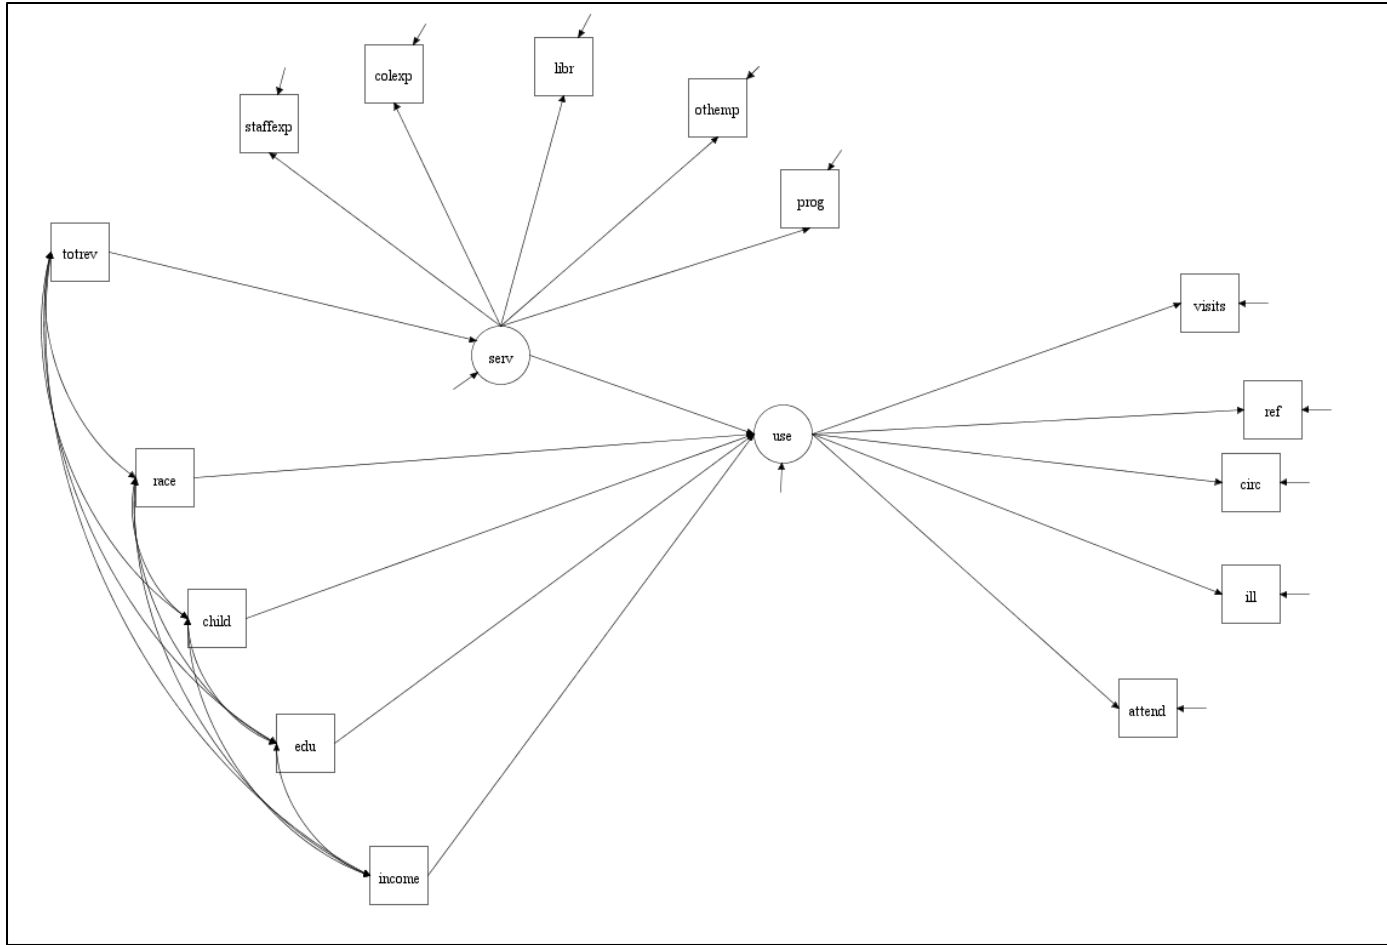 libr
colexp
othemp
staffexp
prog
totrev
visits
serv
ref
use
race
circ
ill
child
attend
edu
income